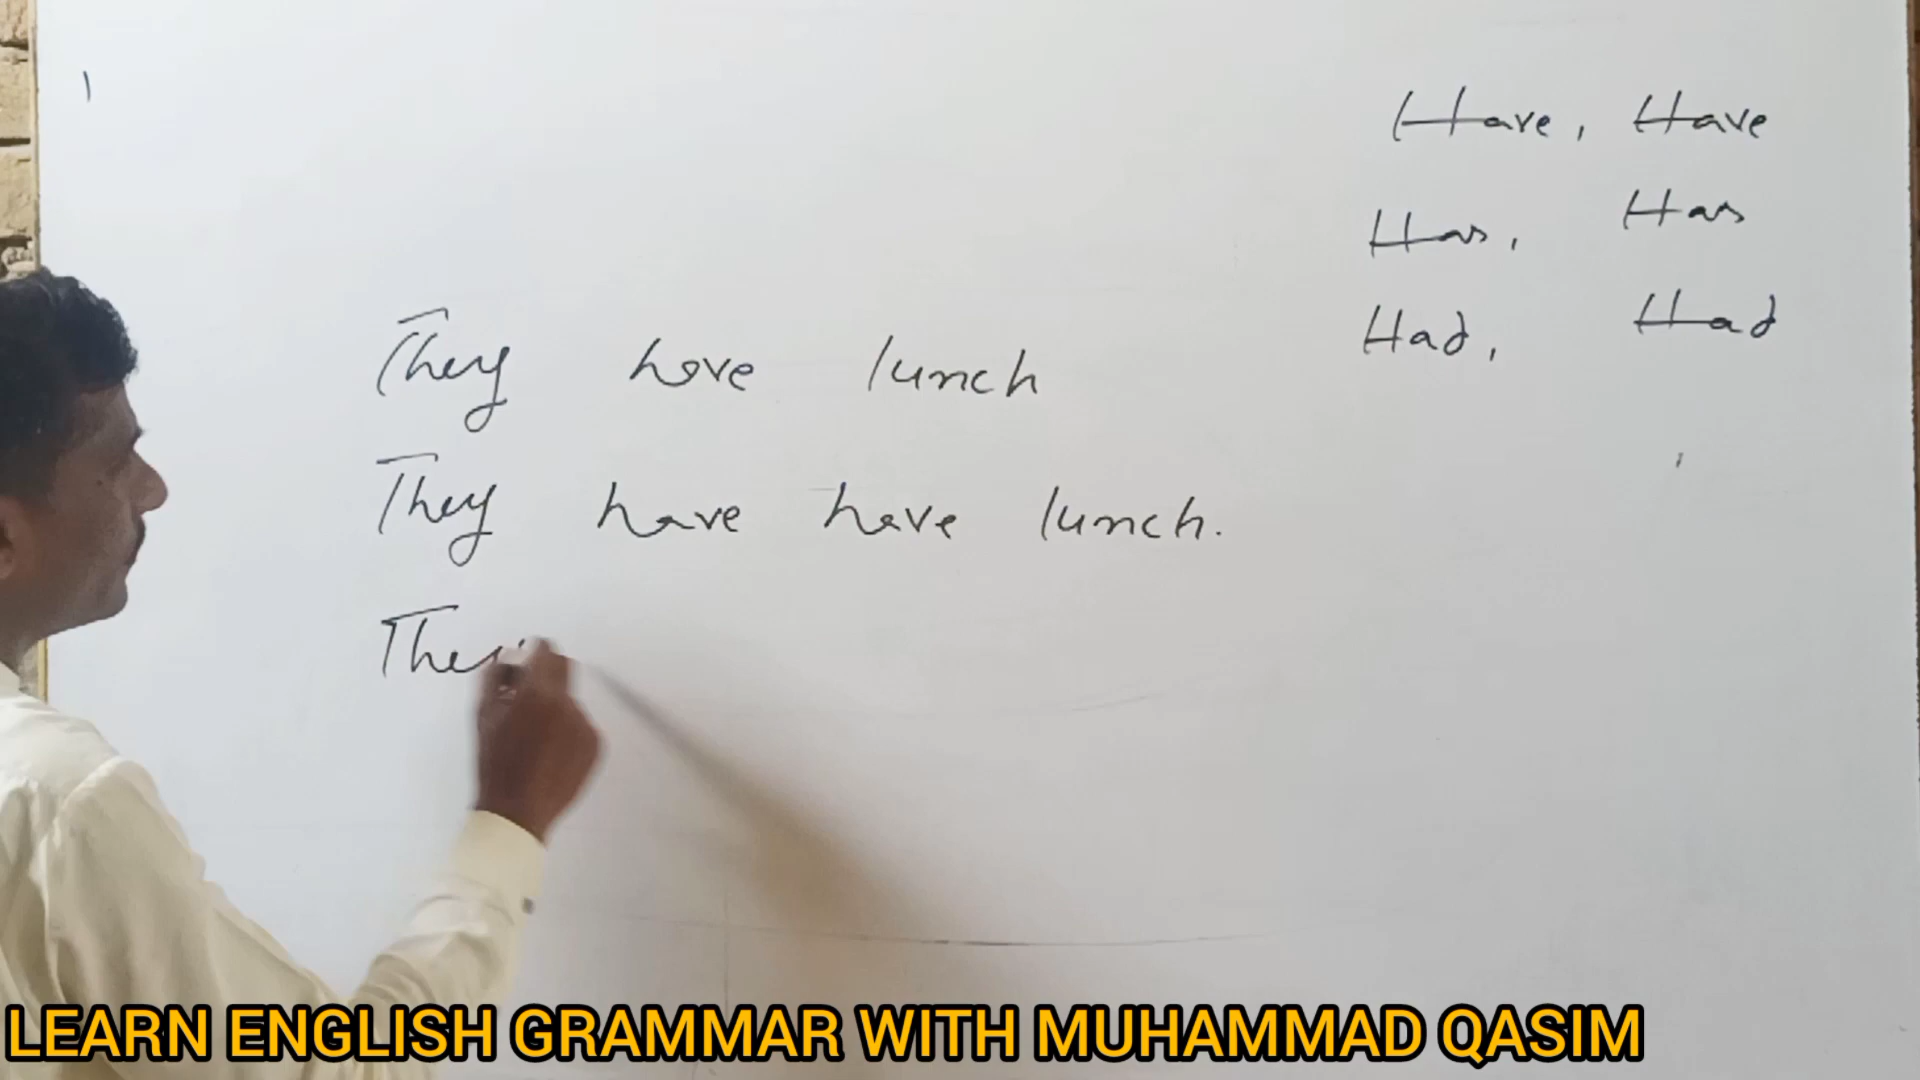 Have, Have
Has, Has
Had, Had
They have lunch
They have have lunch.
They
LEARN ENGLISH GRAMMAR WITH MUHAMMAD QASIM